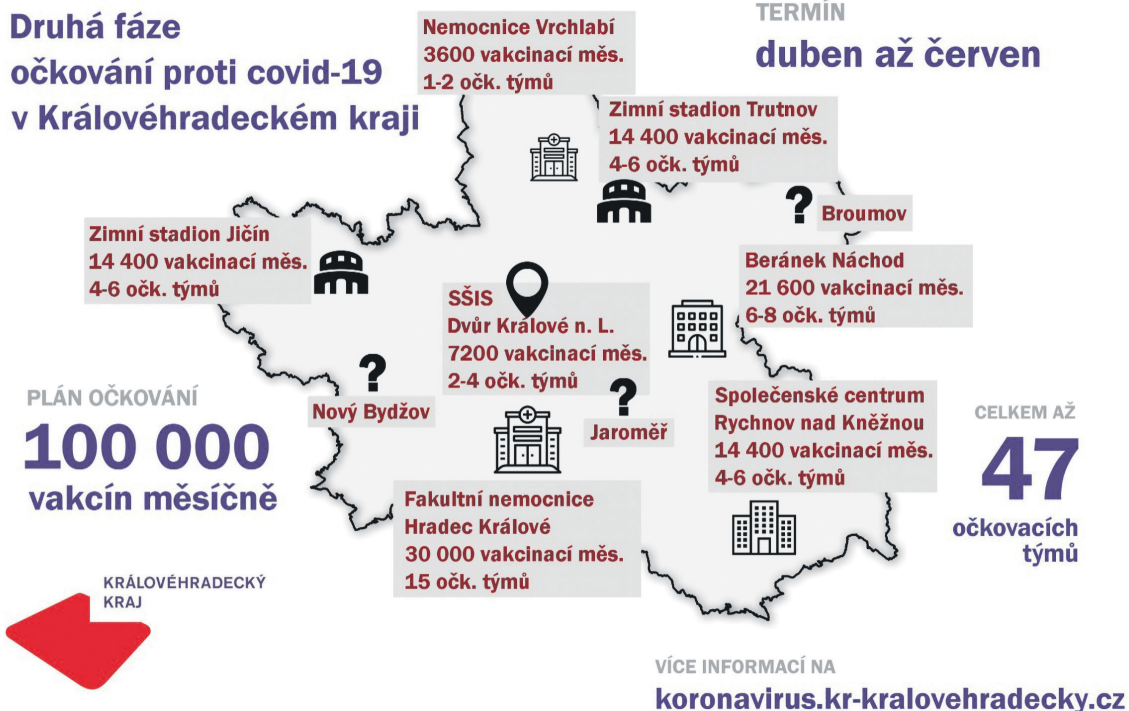 Druhá fáze
očkování proti covid-19
v Královéhradeckém kraji
TERMÍN
duben až červen
Nemocnice Vrchlabí
3600 vakcinací měs.
1-2 očk. týmů
Zimní stadion Trutnov
14 400 vakcinací měs.
4-6 očk. týmů
?
Broumov
Zimní stadion Jičín
14 400 vakcinací měs.
4-6 očk. týmů
Beránek Náchod
21 600 vakcinací měs.
6-8 očk. týmů
SŠIS
Dvůr Králové n. L.
7200 vakcinací měs.
2-4 očk. týmů
?
Nový Bydžov
?
Jaroměř
Společenské centrum
Rychnov nad Kněžnou
14 400 vakcinací měs.
4-6 očk. týmů
PLÁN OČKOVÁNÍ
100 000
vakcín měsíčně
CELKEM AŽ
47
očkovacích
týmů
Fakultní nemocnice
Hradec Králové
30 000 vakcinací měs.
15 očk. týmů
KRÁLOVÉHRADECKÝ
KRAJ
VÍCE INFORMACÍ NA
koronavirus.kr-kralovehradecky.cz